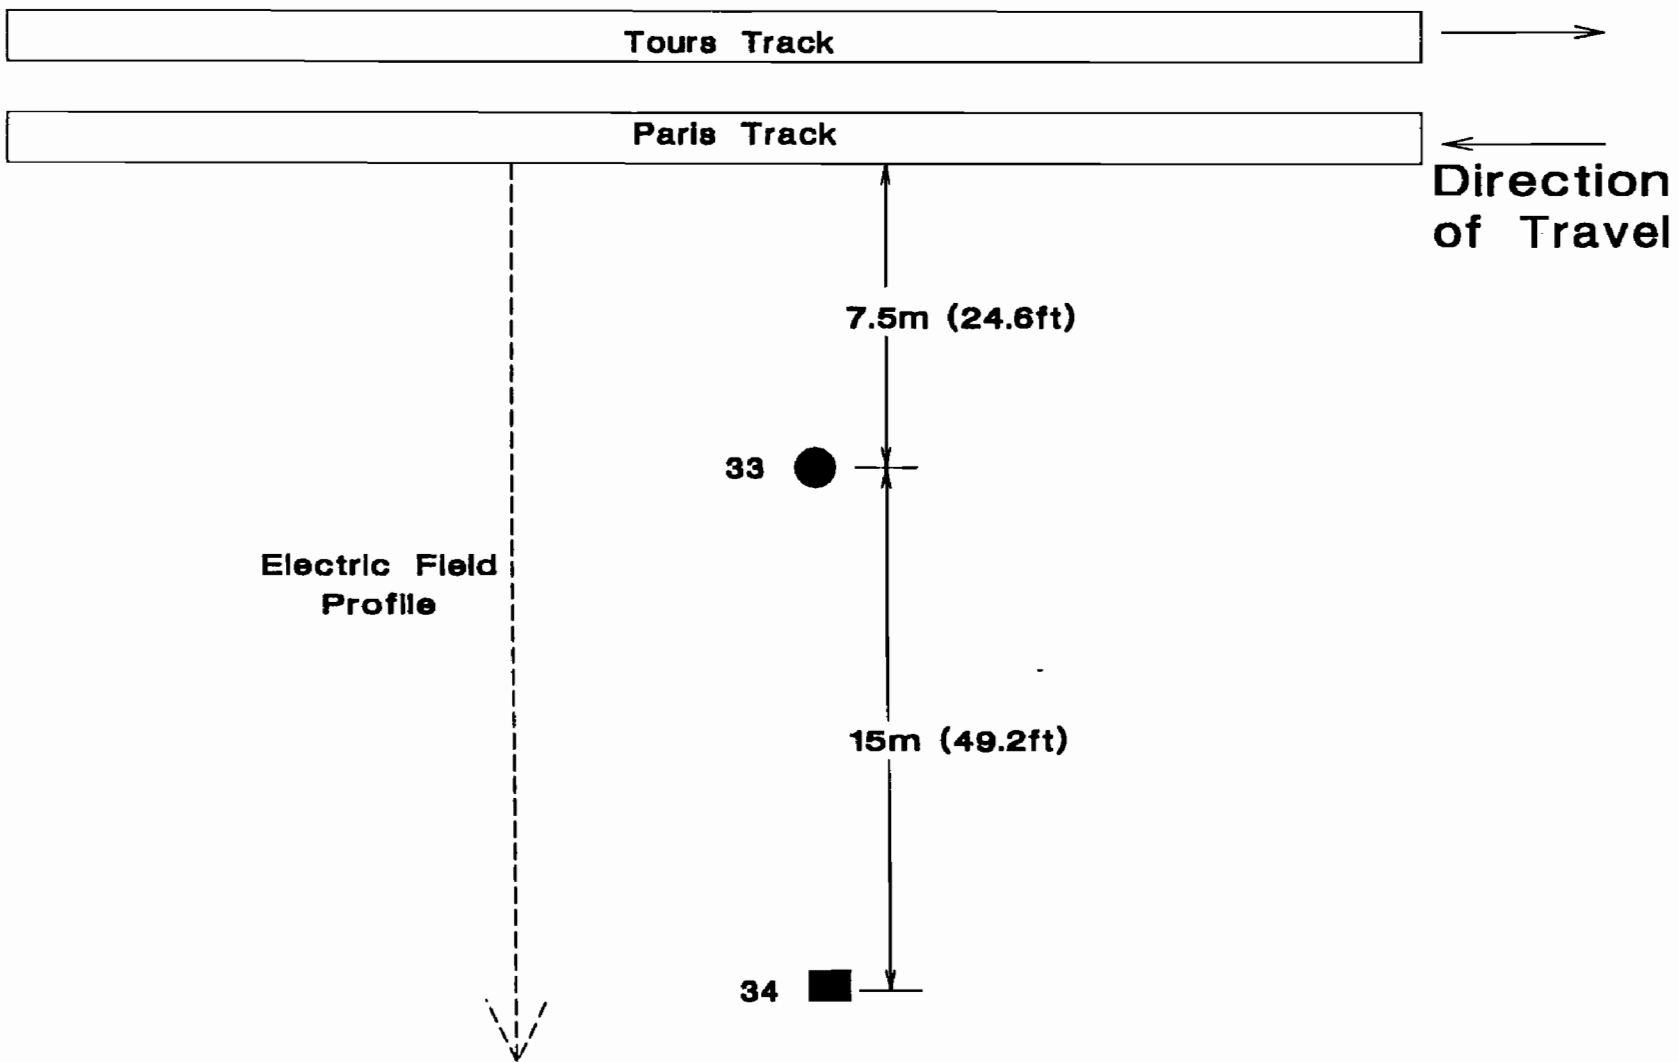 Tours Track
Paris Track
Direction
of Travel
7.5m (24.6ft)
33
Electric Field
Profile
15m (49.2ft)
34